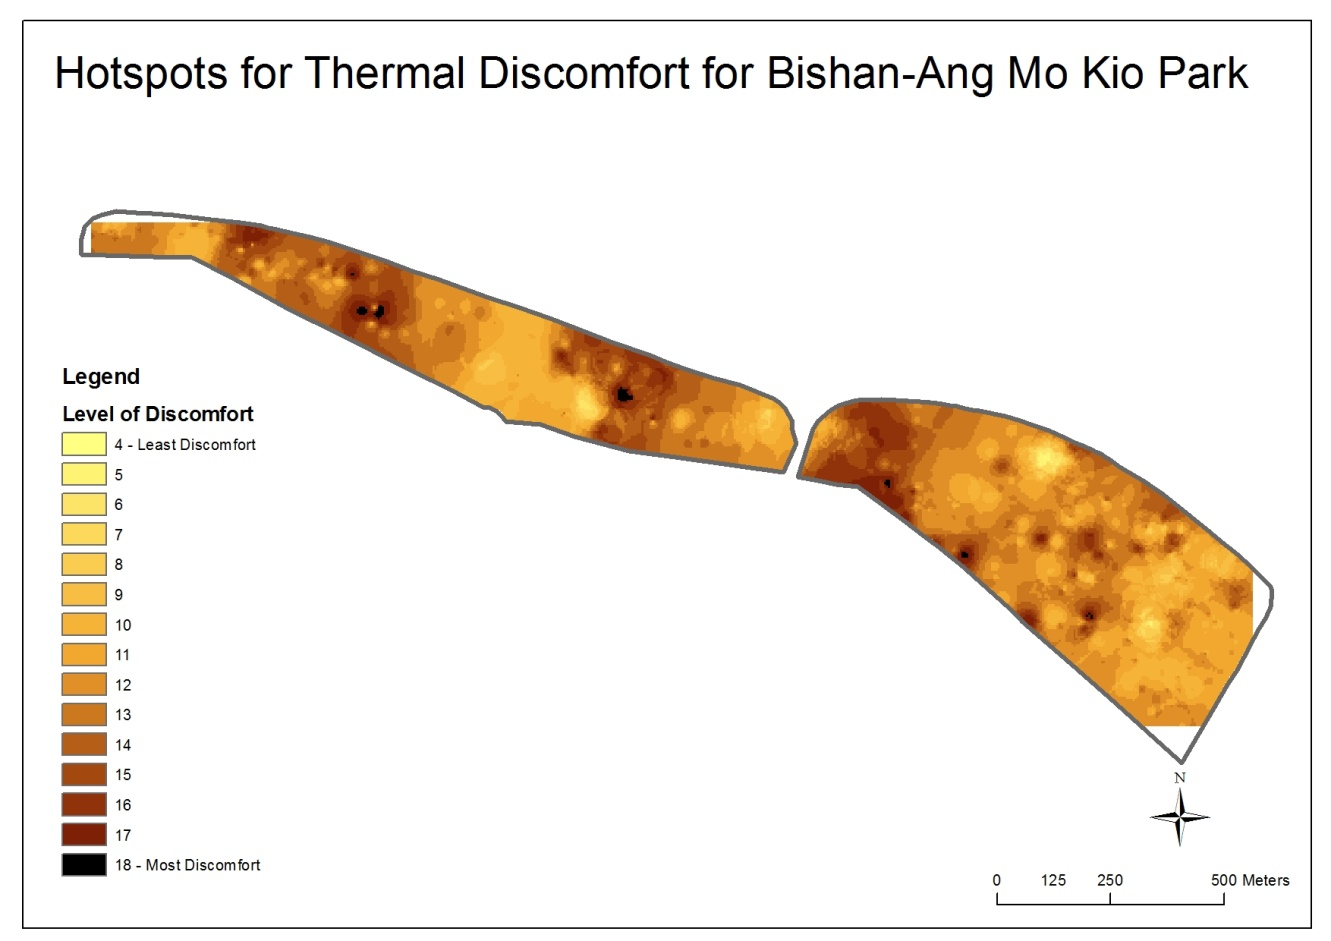 Hotspots for Thermal Discomfort for Bishan-Ang Mo Kio Park
Legend
Level of Discomfort
4 - Least Discomfort
5
6
7
8
9
10
11
12
13
14
15
16
17
18 - Most Discomfort
N
0 125 250 500 Meters